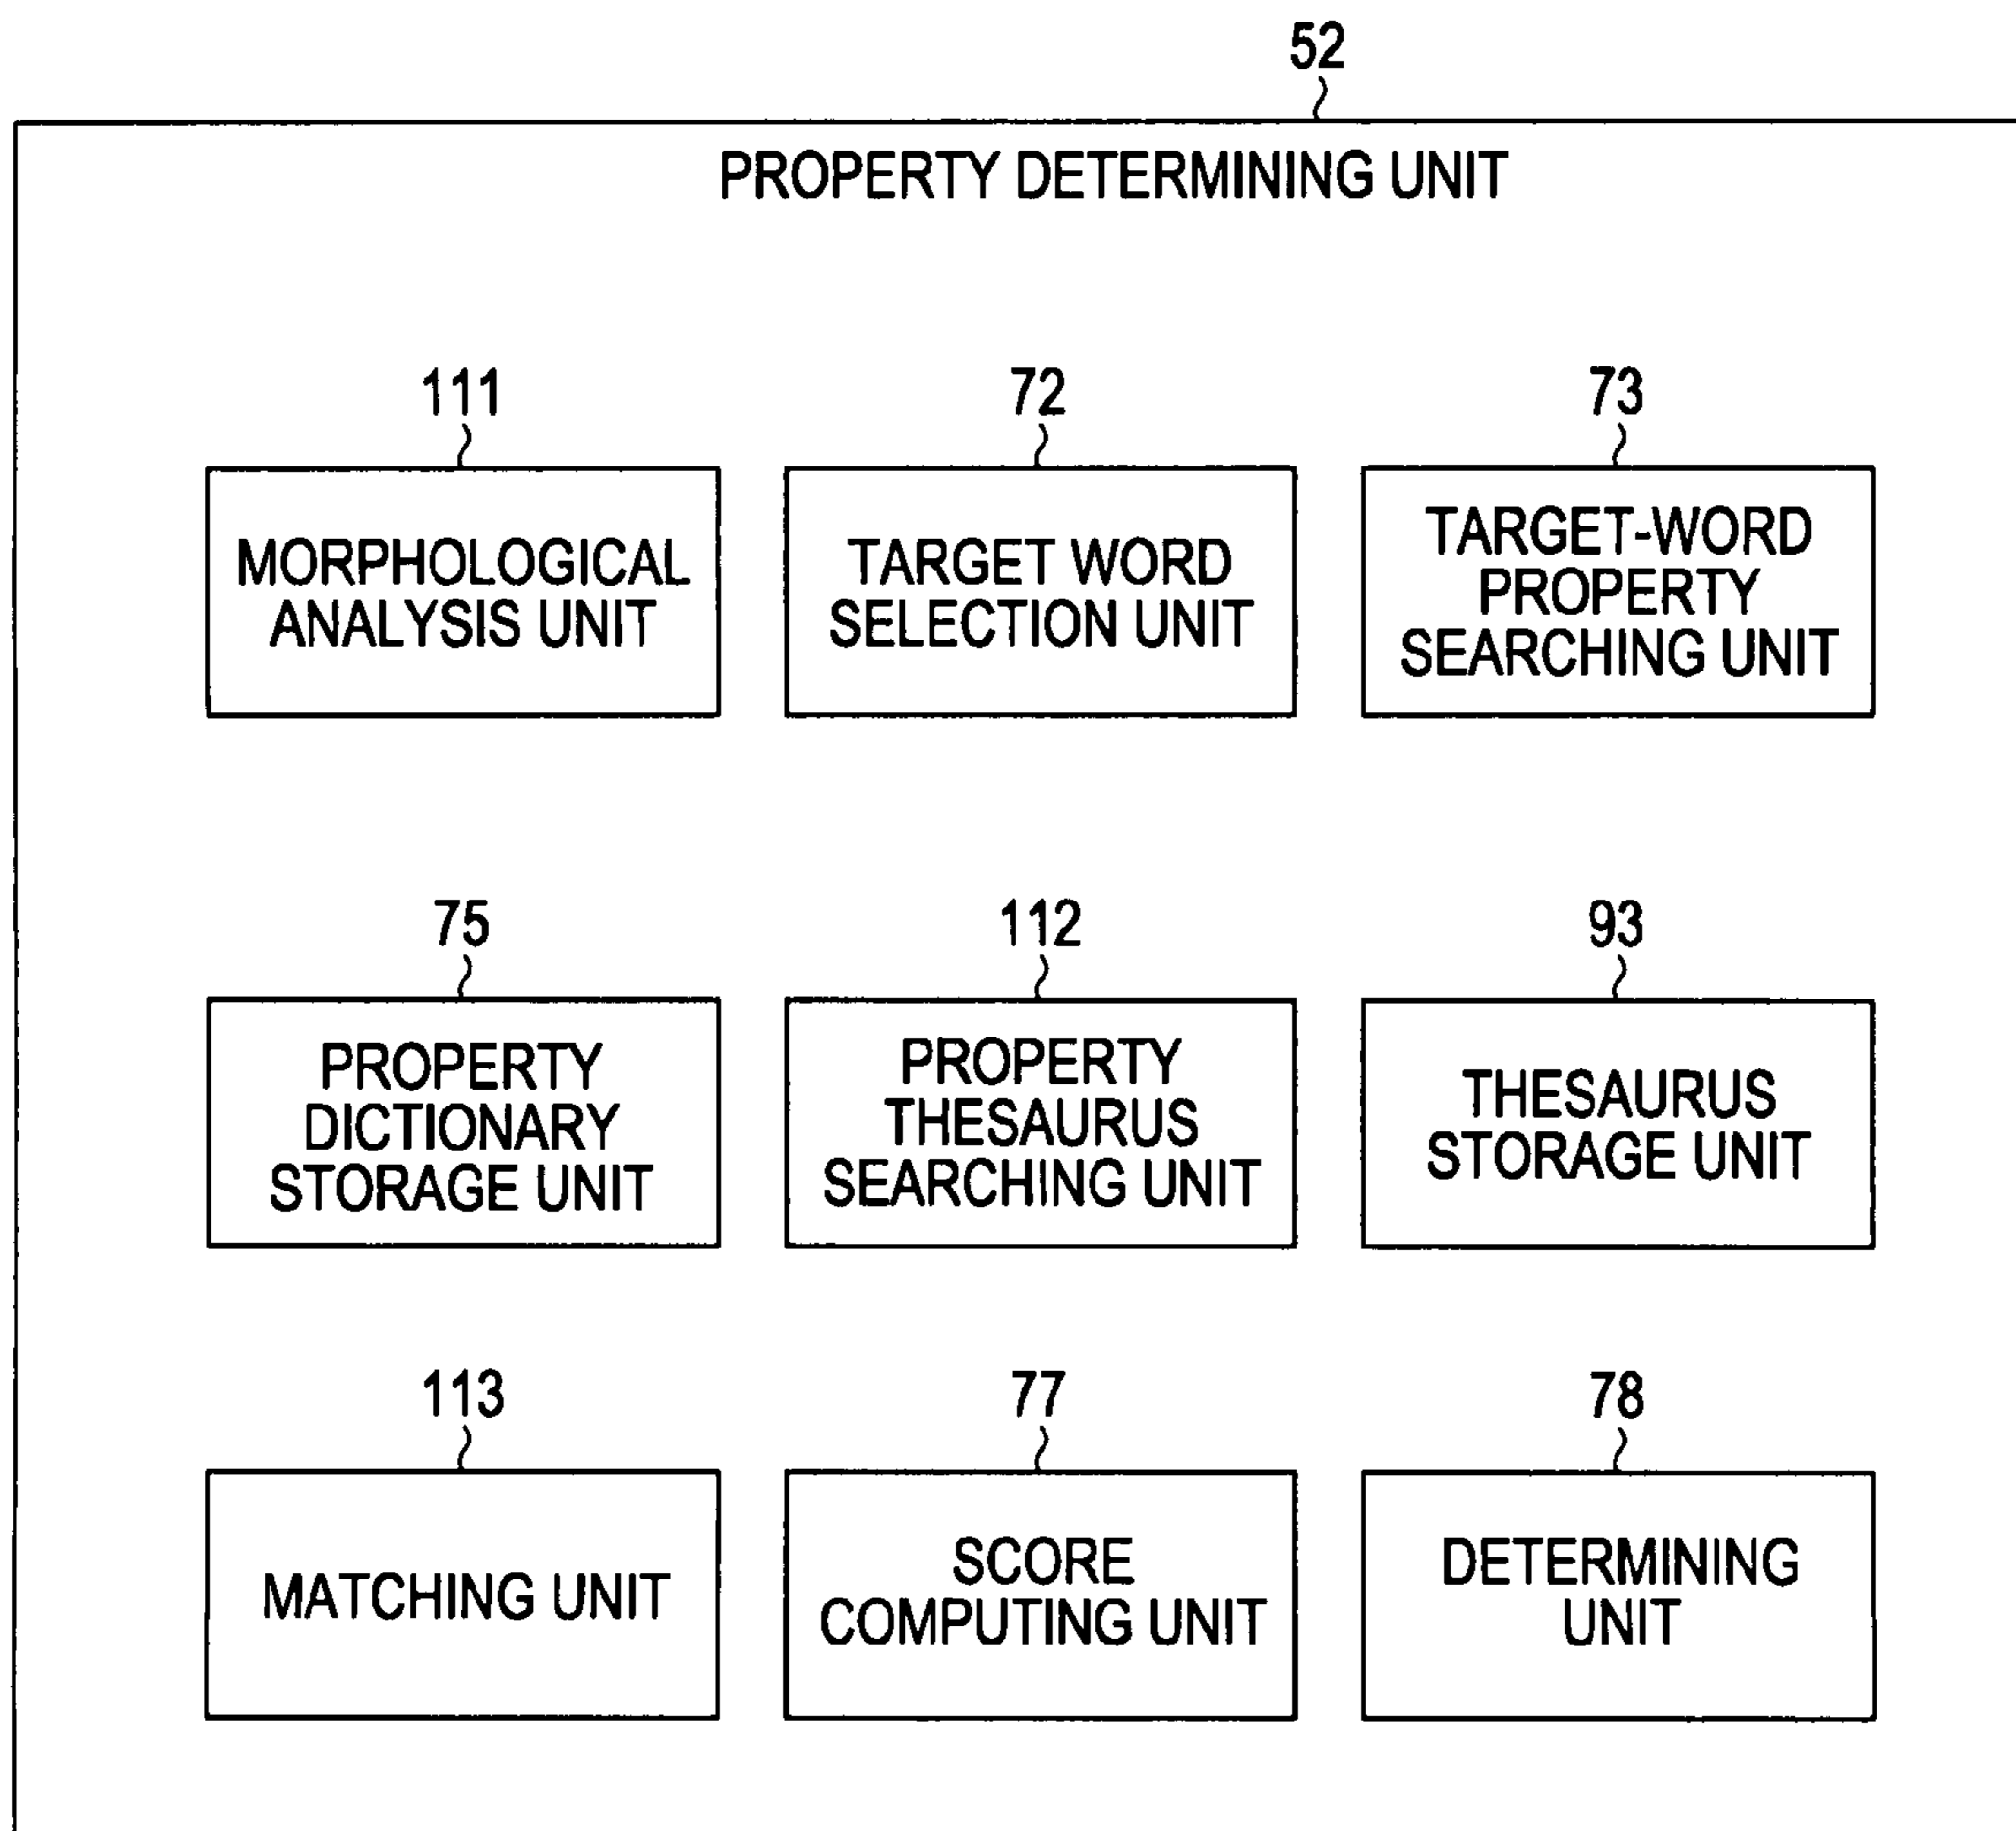 52
PROPERTY DETERMINING UNIT
111
MORPHOLOGICAL
ANALYSIS UNIT
72
TARGET WORD
SELECTION UNIT
73
TARGET-WORD
PROPERTY
SEARCHING UNIT
75
PROPERTY
DICTIONARY
STORAGE UNIT
112
PROPERTY
THESAURUS
SEARCHING UNIT
93
THESAURUS
STORAGE UNIT
113
MATCHING UNIT
77
SCORE
COMPUTING UNIT
78
DETERMINING
UNIT